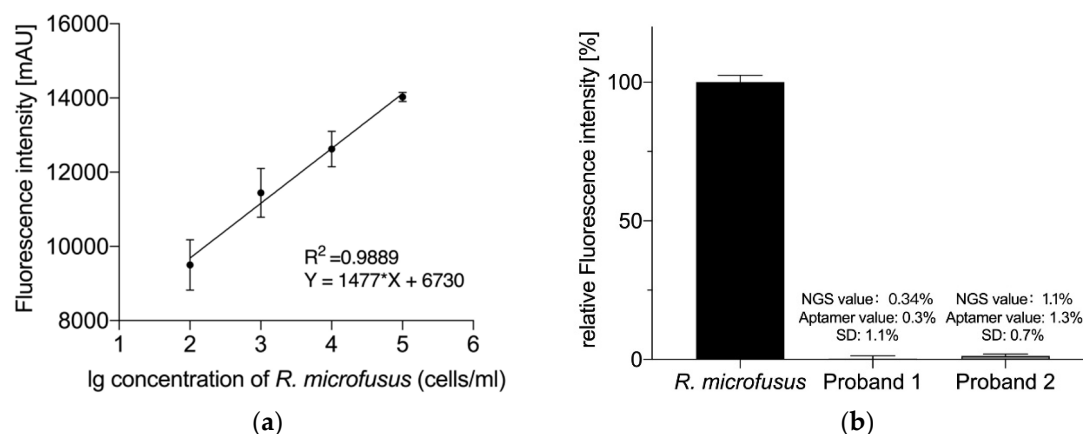 Fluorescence intensity [mAU]
16000
14000
12000
10000
8000
R² =0.9889
Y = 1477*X + 6730
1 2 3 4 5 6
lg concentration of R. microfusus (cells/ml)
(a)
relative Fluorescence intensity [%]
100
50
0
NGS value: 0.34%
Aptamer value: 0.3%
SD: 1.1%
NGS value: 1.1%
Aptamer value: 1.3%
SD: 0.7%
R. microfusus Proband 1 Proband 2
(b)